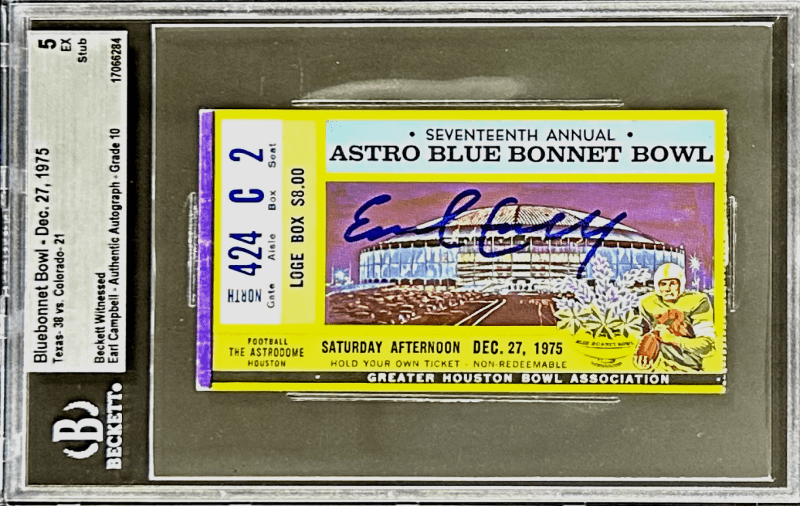 5
EX
Stub
17066284
Bluebonnet Bowl - Dec. 27, 1975
Texas- 38 vs. Colorado- 21
Beckett Witnessed
Earl Campbell - Authentic Autograph - Grade 10
B
BECKETT
• SEVENTEENTH ANNUAL •
ASTRO BLUE BONNET BOWL
NORTH 424 C 2
Gate Aisle Box Seat
LOGE BOX $8.00
Earl Campbell
BLUE BONNET BOWL
FOOTBALL
THE ASTRODOME
HOUSTON
SATURDAY AFTERNOON DEC. 27, 1975
HOLD YOUR OWN TICKET - NON-REDEEMABLE
GREATER HOUSTON BOWL ASSOCIATION